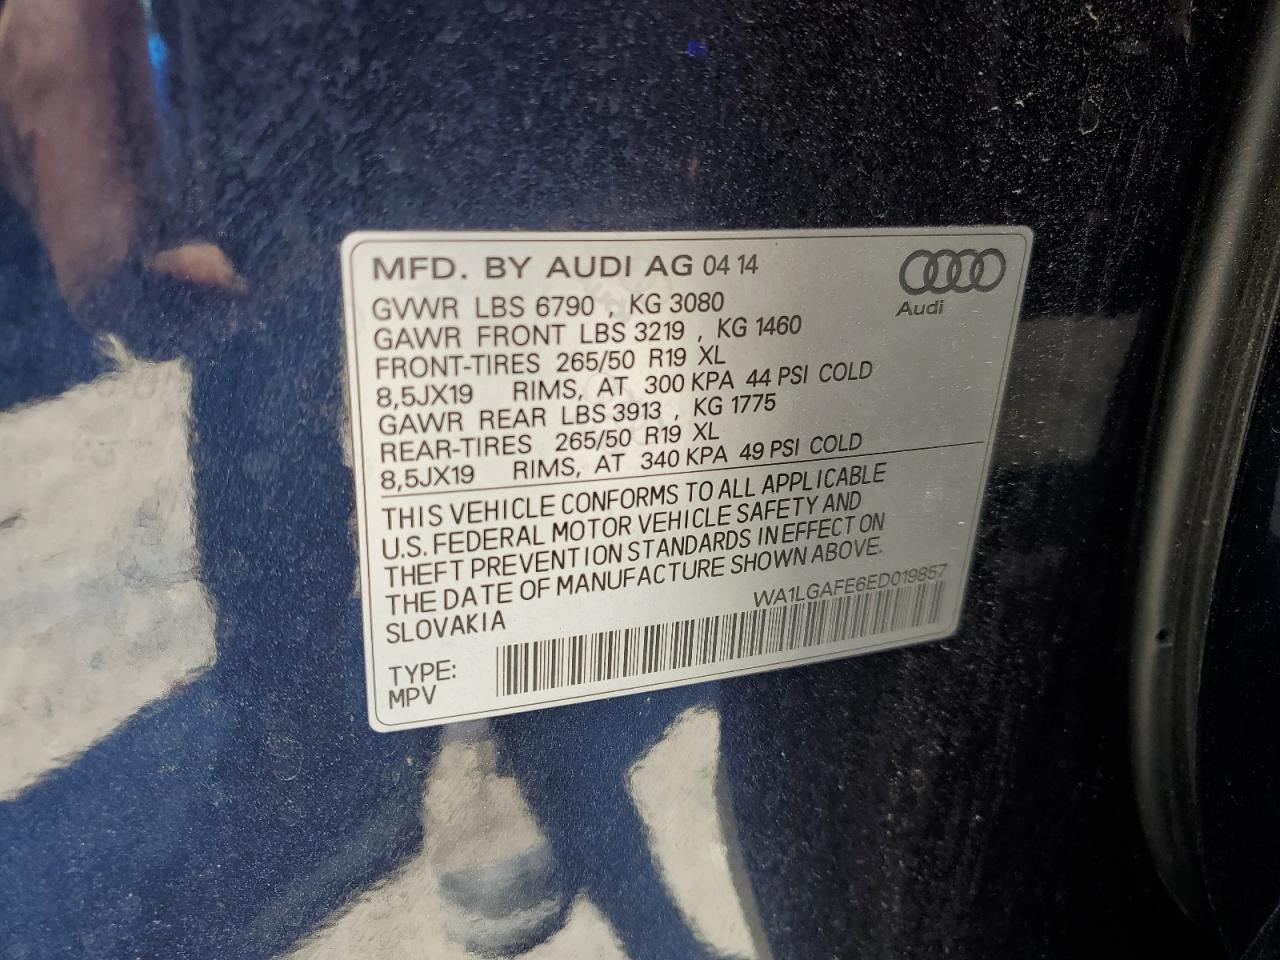 MFD. BY AUDI AG 04 14
Audi
GVWR LBS 6790 , KG 3080
GAWR FRONT LBS 3219 , KG 1460
FRONT-TIRES 265/50 R19 XL
8,5JX19 RIMS, AT 300 KPA 44 PSI COLD
GAWR REAR LBS 3913 , KG 1775
REAR-TIRES 265/50 R19 XL
8,5JX19 RIMS, AT 340 KPA 49 PSI COLD
THIS VEHICLE CONFORMS TO ALL APPLICABLE
U.S. FEDERAL MOTOR VEHICLE SAFETY AND
THEFT PREVENTION STANDARDS IN EFFECT ON
THE DATE OF MANUFACTURE SHOWN ABOVE.
SLOVAKIA
WA1LGAFE6ED019857
TYPE:
MPV